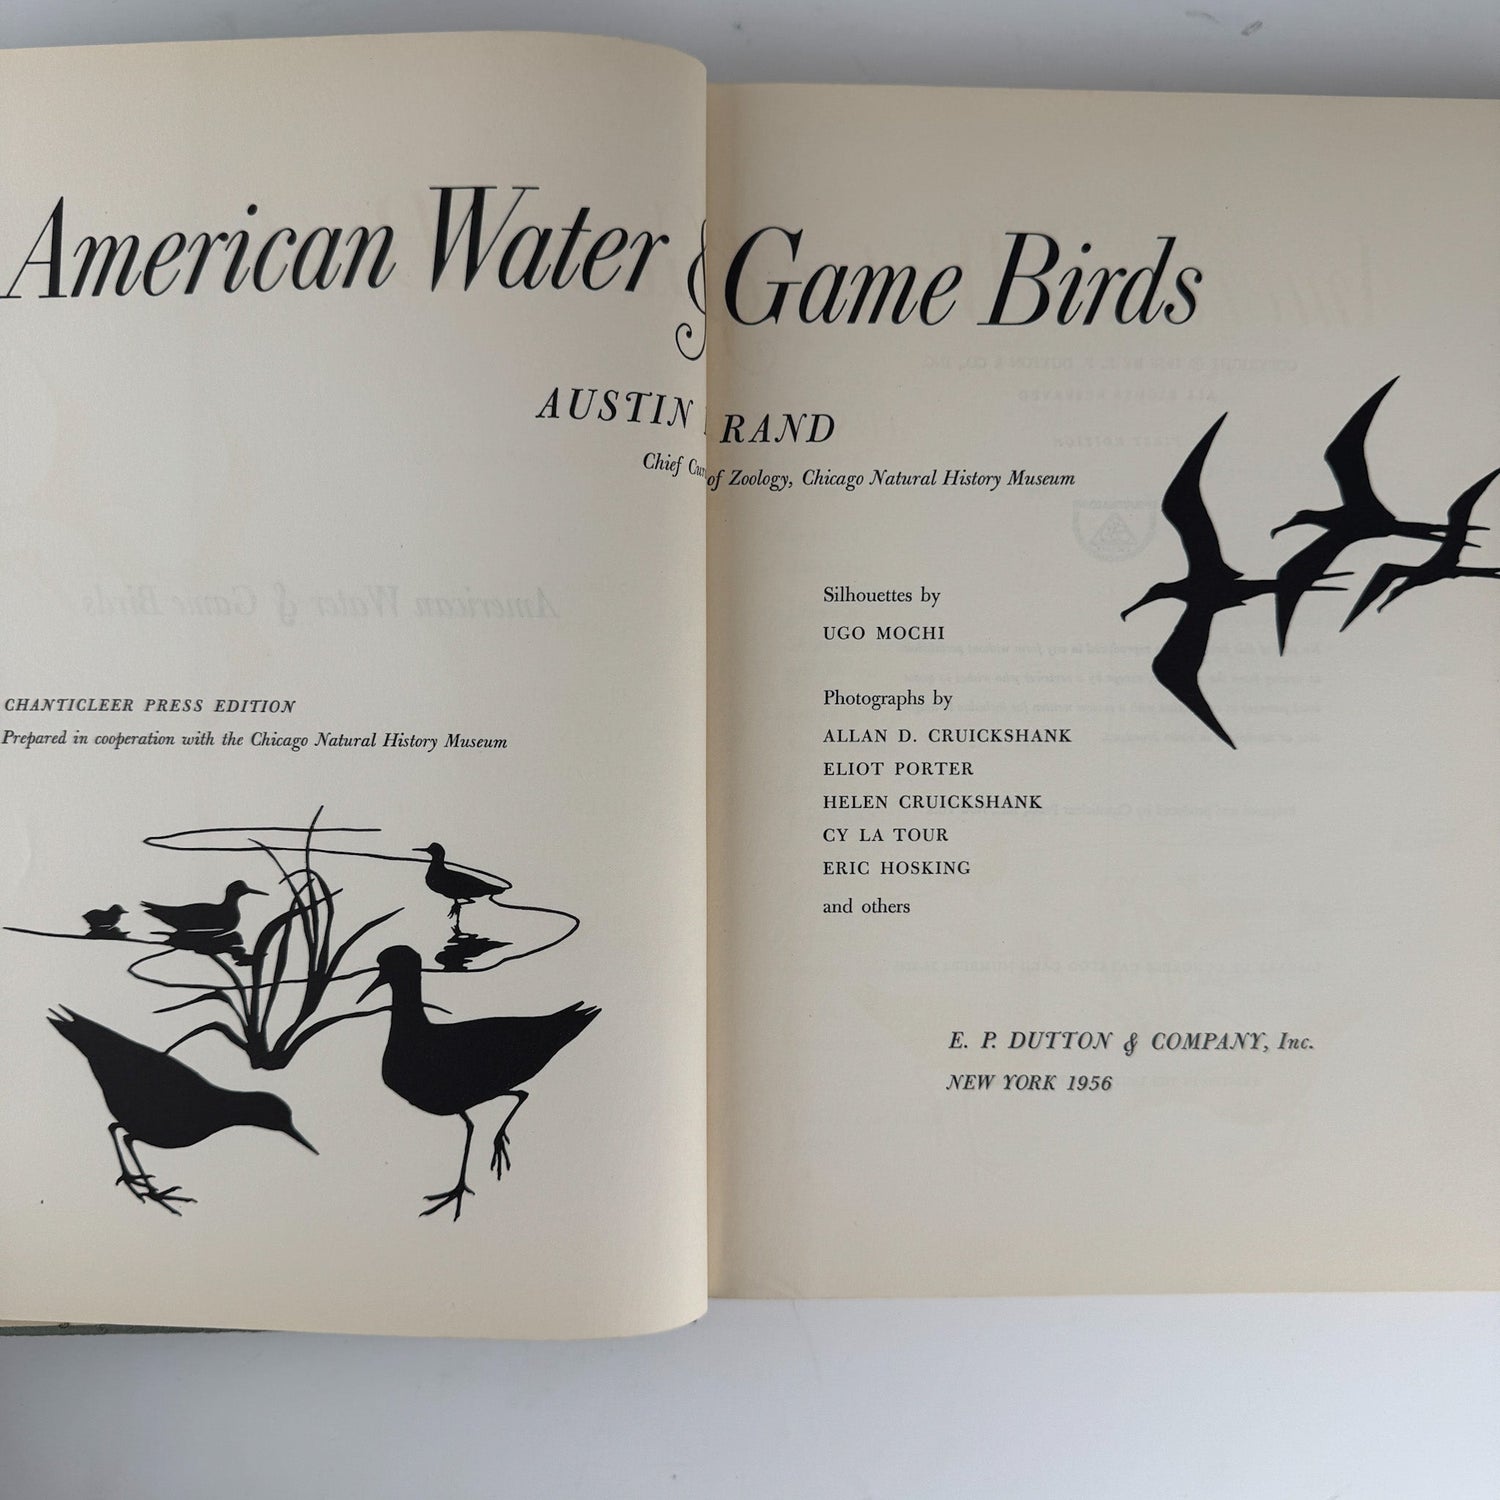 American Water & Game Birds
AUSTIN RAND
Chief Cu of Zoology, Chicago Natural History Museum
CHANTICLEER PRESS EDITION
Prepared in cooperation with the Chicago Natural History Museum
Silhouettes by
UGO MOCHI
Photographs by
ALLAN D. CRUICKSHANK
ELIOT PORTER
HELEN CRUICKSHANK
CY LA TOUR
ERIC HOSKING
and others
E. P. DUTTON & COMPANY, Inc.
NEW YORK 1956